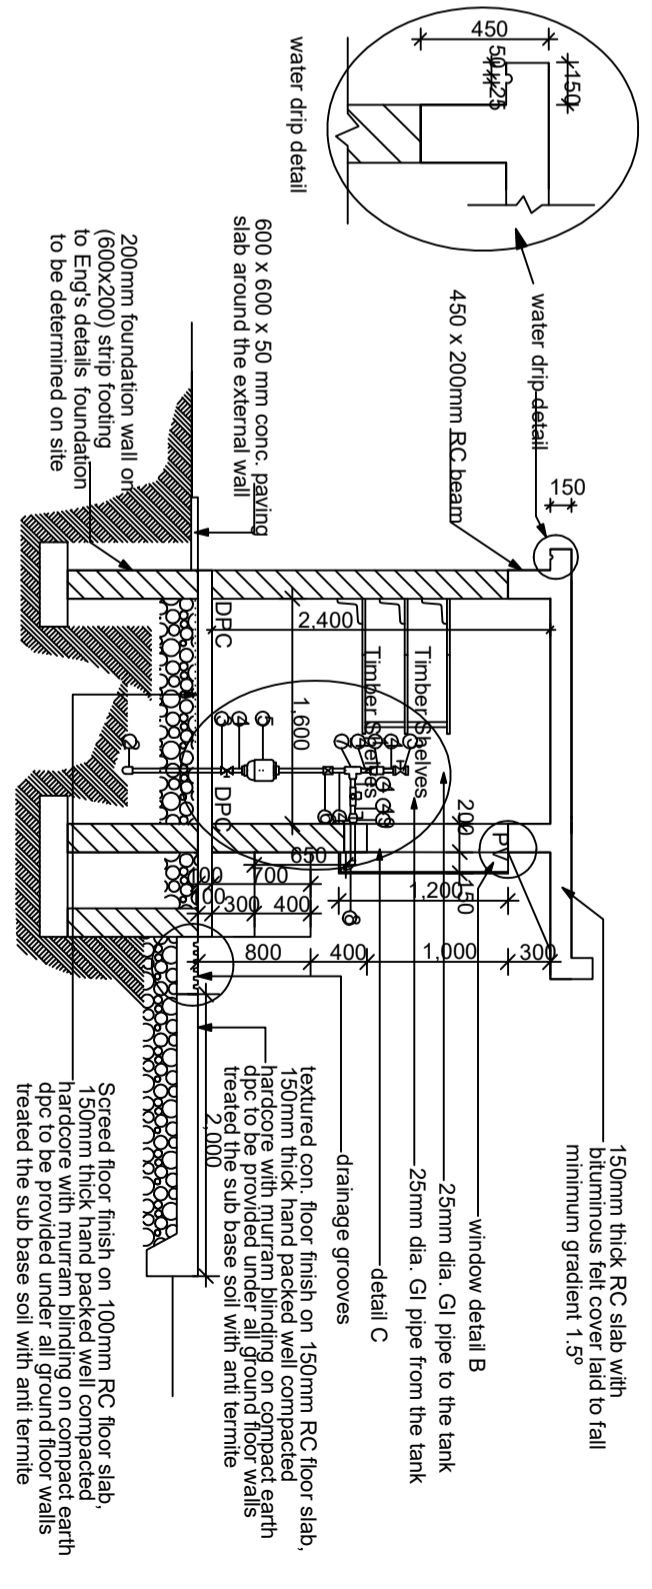 water drip detail
450
50
25
150
water drip detail
150
450 x 200mm RC beam
600 x 600 x 50 mm conc. paving
slab around the external wall
200mm foundation wall on
(600x200) strip footing
to Eng's details foundation
to be determined on site
150mm thick RC slab with
bituminous felt cover laid to fall
minimum gradient 1.5º
2,400
Timber Shelves
Timber Shelves
1,600
DPC
DPC
PV
200
150
1,200
650
700
300
400
800
400
1,000
300
2,000
window detail B
25mm dia. GI pipe to the tank
25mm dia. GI pipe from the tank
detail C
drainage grooves
textured con. floor finish on 150mm RC floor slab,
150mm thick hand packed well compacted
hardcore with murram blinding on compact earth
dpc to be provided under all ground floor walls
treated the sub base soil with anti termite
Screed floor finish on 100mm RC floor slab,
150mm thick hand packed well compacted
hardcore with murram blinding on compact earth
dpc to be provided under all ground floor walls
treated the sub base soil with anti termite